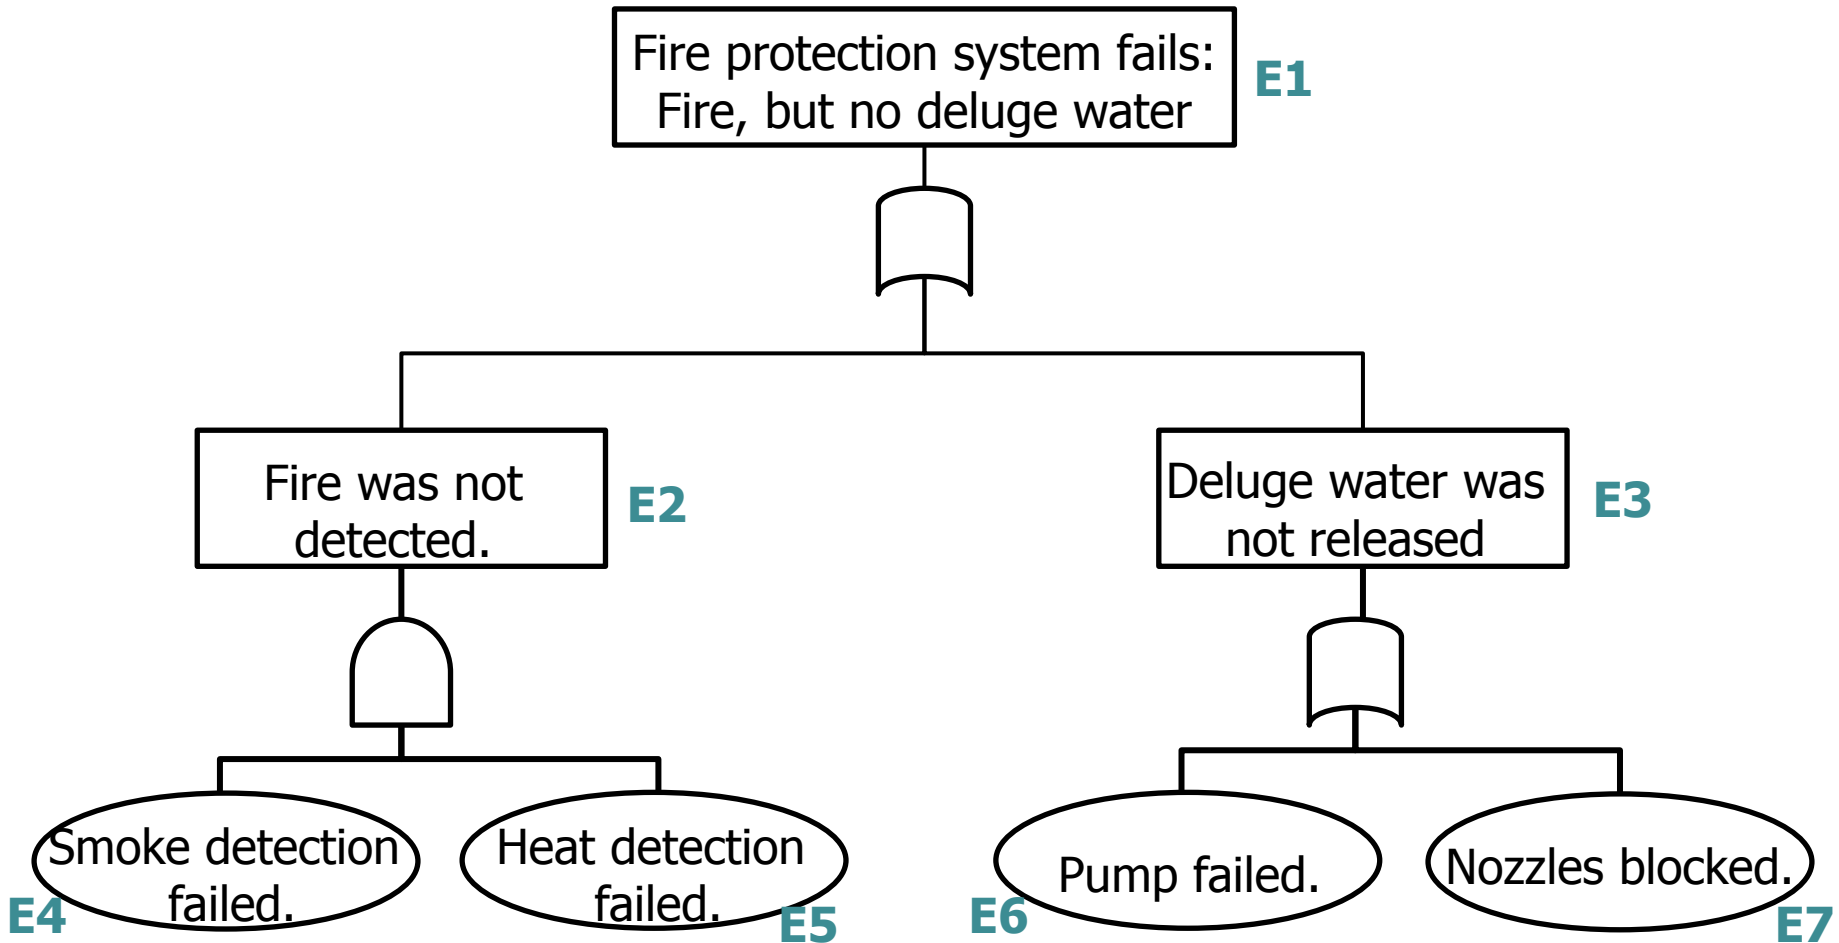 Fire protection system fails:
Fire, but no deluge water
E1
Fire was not
detected.
E2
Deluge water was
not released
E3
Smoke detection
failed.
E4
Heat detection
failed.
E5
Pump failed.
E6
Nozzles blocked.
E7